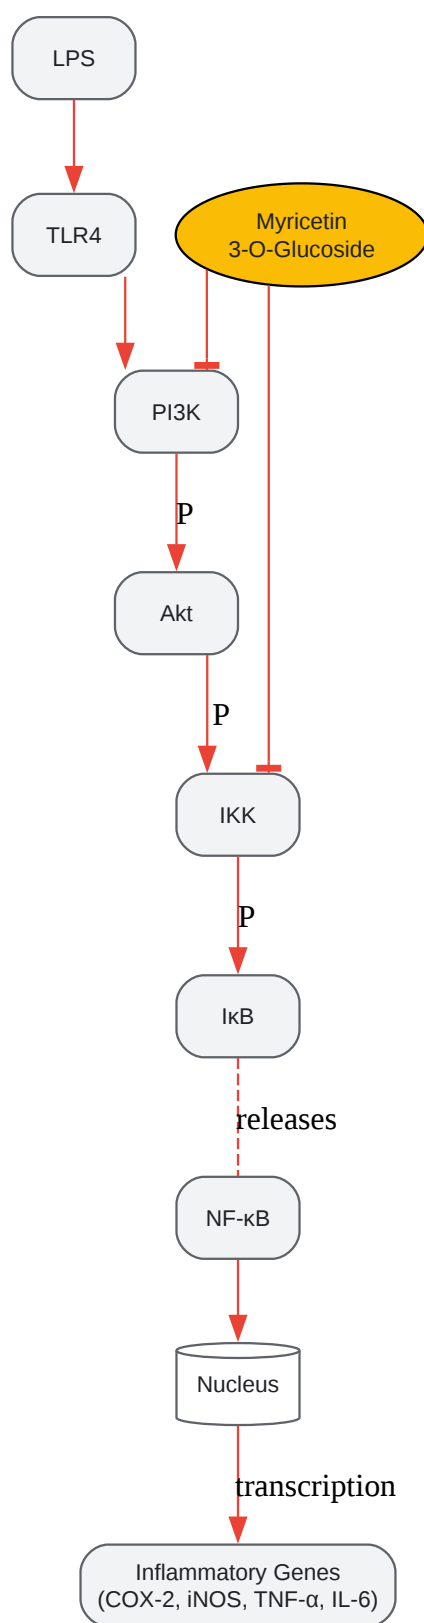 LPS
TLR4
Myricetin
3-O-Glucoside
PI3K
P
Akt
P
IKK
P
IκB
releases
NF-κB
Nucleus
transcription
Inflammatory Genes
(COX-2, iNOS, TNF-α, IL-6)